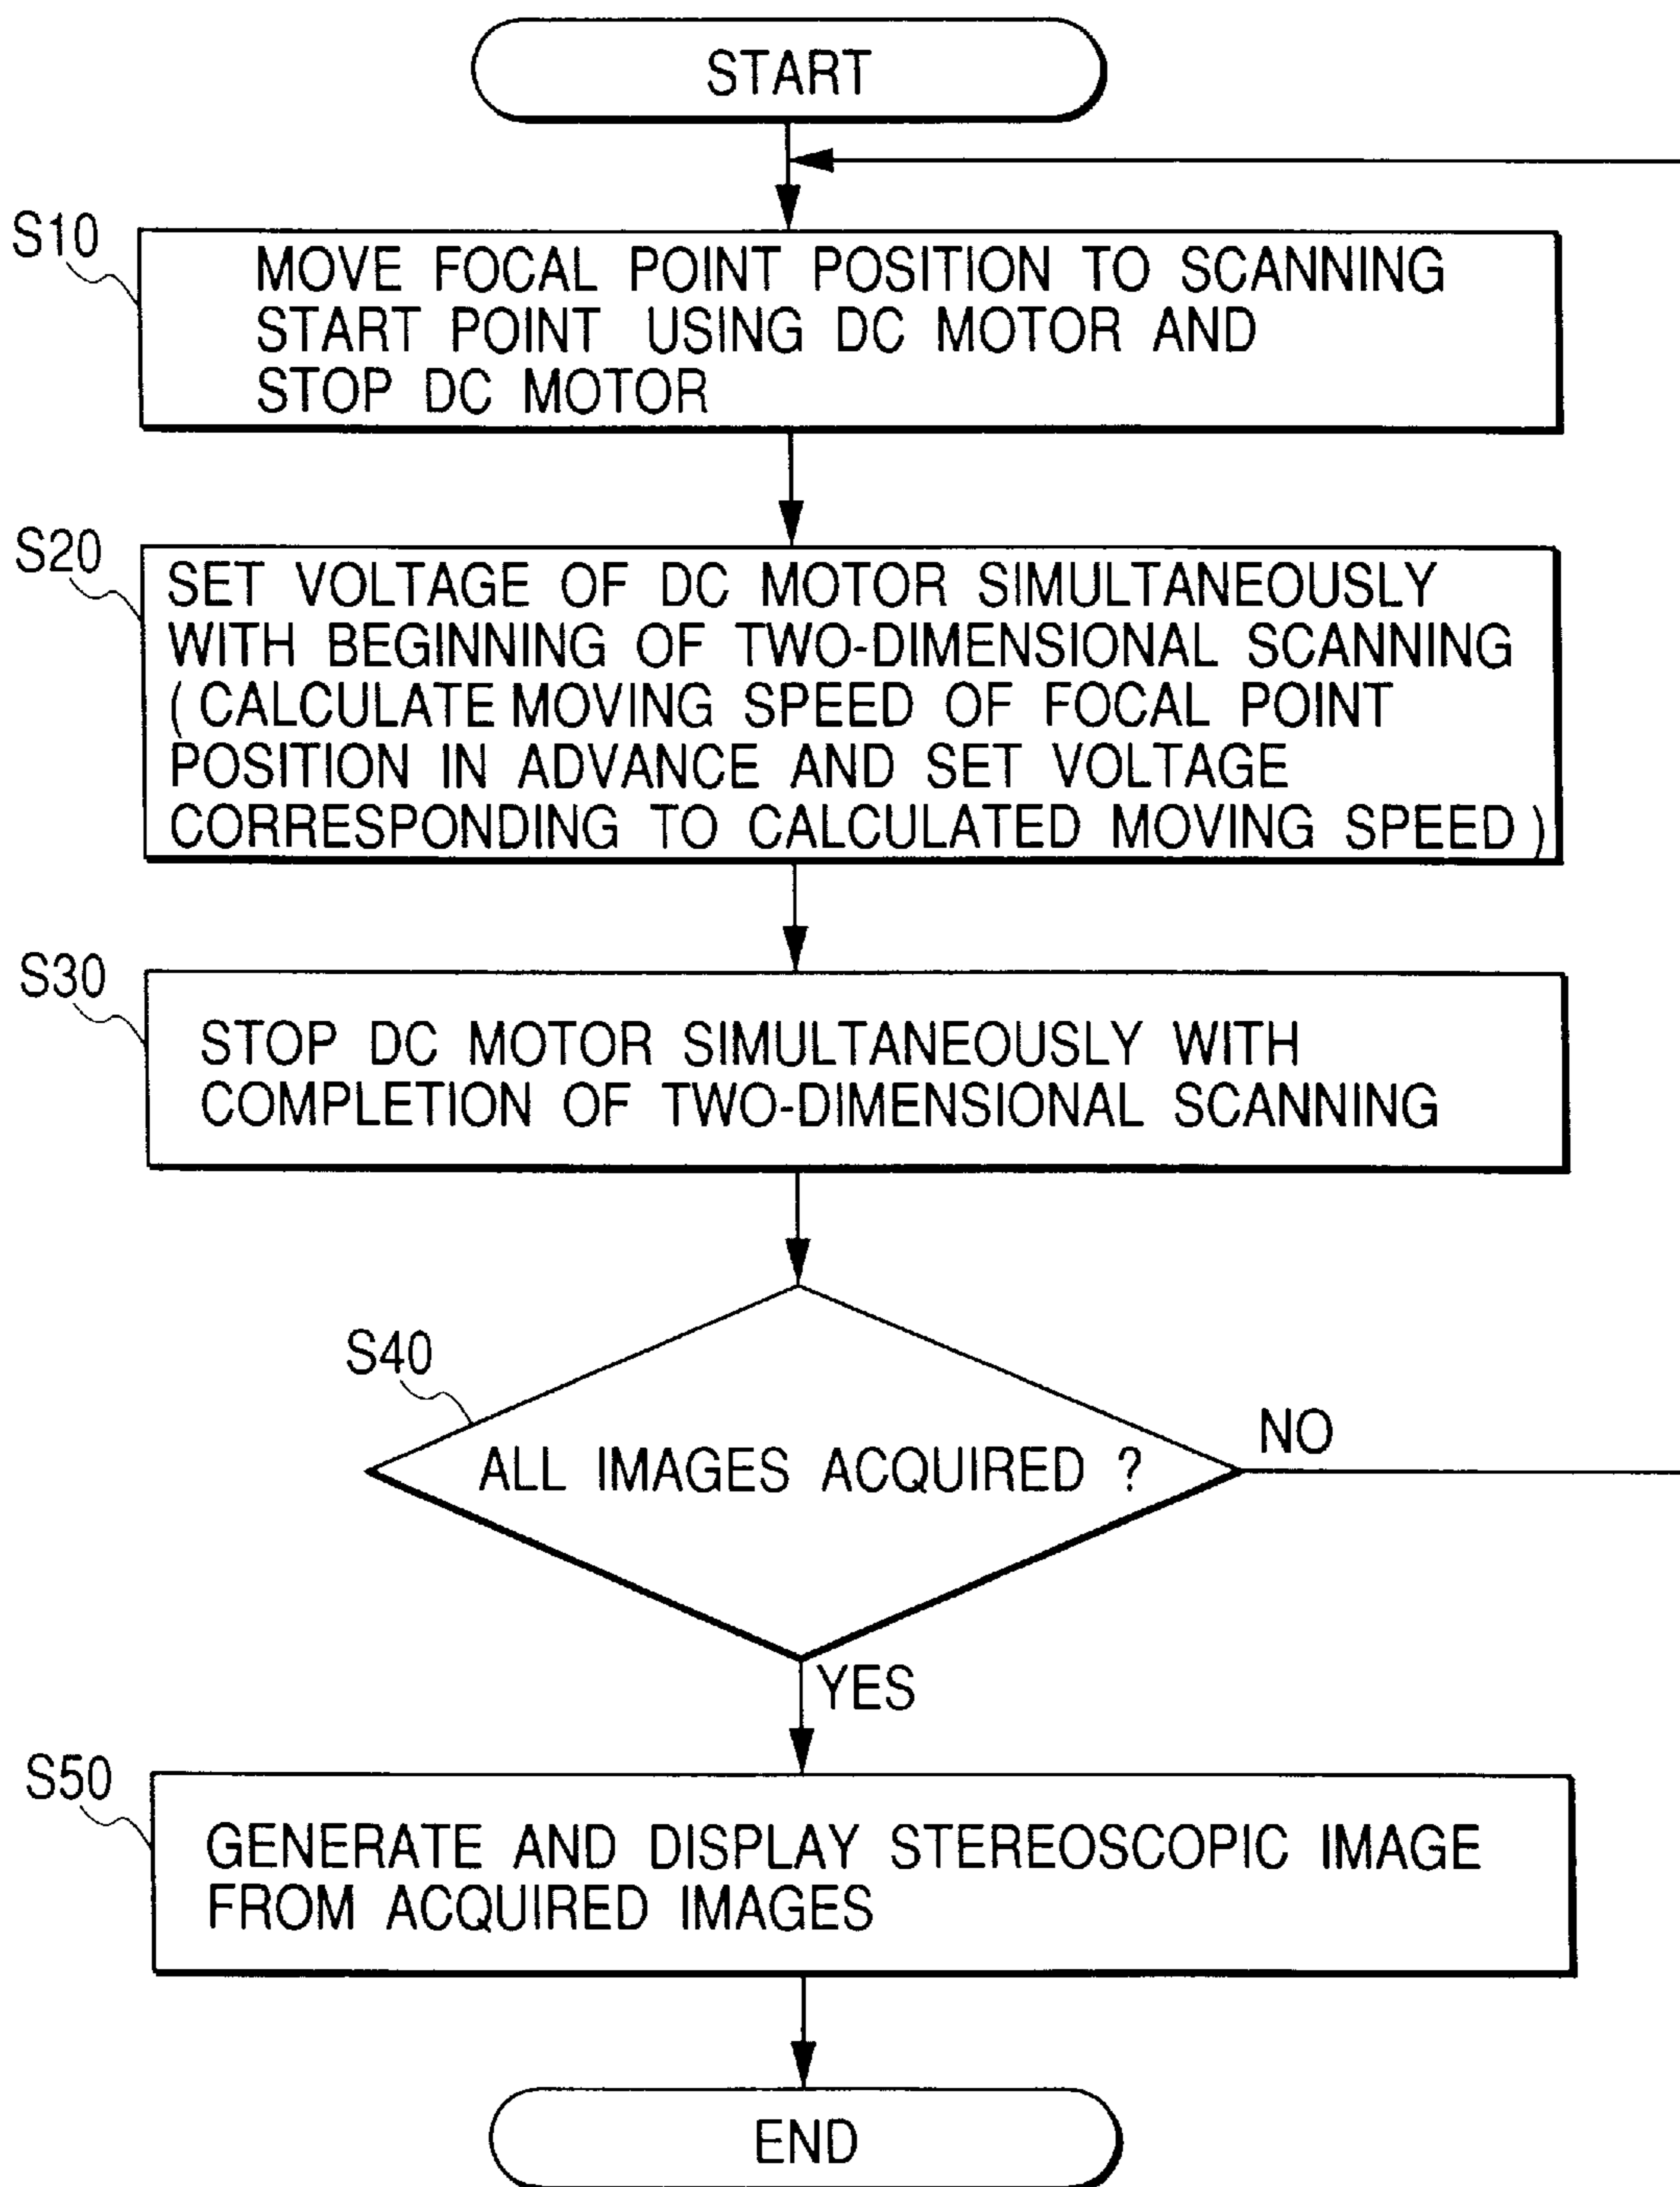 START
S10
MOVE FOCAL POINT POSITION TO SCANNING
START POINT USING DC MOTOR AND
STOP DC MOTOR
S20
SET VOLTAGE OF DC MOTOR SIMULTANEOUSLY
WITH BEGINNING OF TWO-DIMENSIONAL SCANNING
(CALCULATE MOVING SPEED OF FOCAL POINT
POSITION IN ADVANCE AND SET VOLTAGE
CORRESPONDING TO CALCULATED MOVING SPEED)
S30
STOP DC MOTOR SIMULTANEOUSLY WITH
COMPLETION OF TWO-DIMENSIONAL SCANNING
S40
ALL IMAGES ACQUIRED ?
NO
YES
S50
GENERATE AND DISPLAY STEREOSCOPIC IMAGE
FROM ACQUIRED IMAGES
END